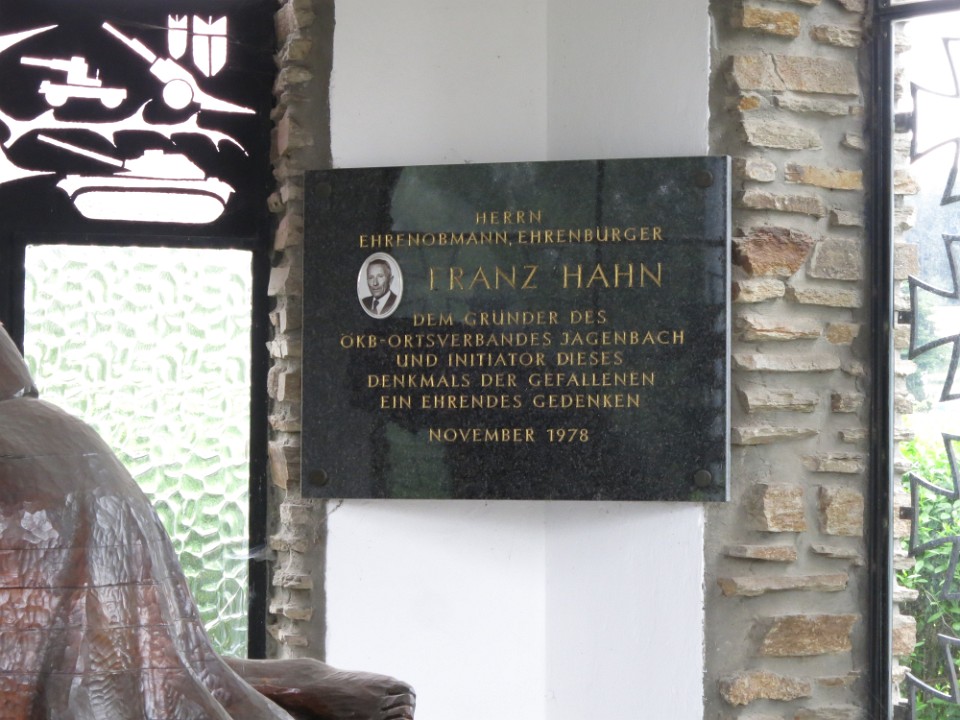 HERRN
EHRENOBMANN, EHRENBÜRGER
FRANZ HAHN
DEM GRÜNDER DES
ÖKB-ORTSVERBANDES JAGENBACH
UND INITIATOR DIESES
DENKMALS DER GEFALLENEN
EIN EHRENDES GEDENKEN
NOVEMBER 1978